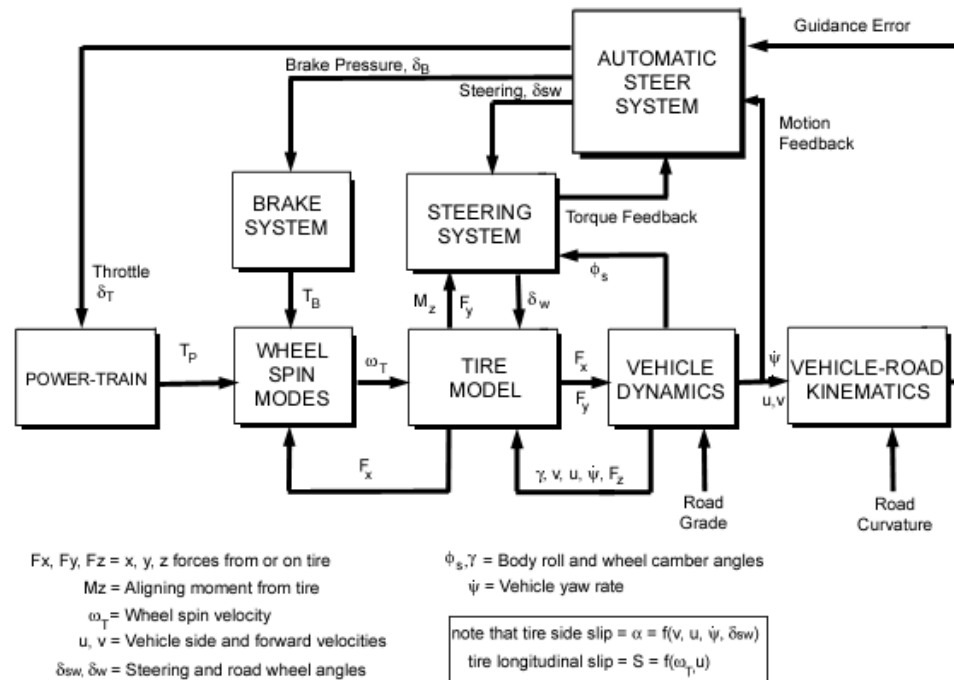 Guidance Error
AUTOMATIC
STEER
SYSTEM
Brake Pressure, δB
Steering, δsw
Motion
Feedback
BRAKE
SYSTEM
STEERING
SYSTEM
Torque Feedback
ϕs
Throttle
δT
TB
Mz Fy δw
TP
POWER-TRAIN
WHEEL
SPIN
MODES
ωT
TIRE
MODEL
Fx
Fy
VEHICLE
DYNAMICS
ψ̇
u,v
VEHICLE-ROAD
KINEMATICS
Fx
γ, v, u, ψ̇, Fz
Road
Grade
Road
Curvature
Fx, Fy, Fz = x, y, z forces from or on tire
Mz = Aligning moment from tire
ωT= Wheel spin velocity
u, v = Vehicle side and forward velocities
δsw, δw = Steering and road wheel angles
ϕs,γ = Body roll and wheel camber angles
ψ̇ = Vehicle yaw rate
note that tire side slip = α = f(v, u, ψ̇, δsw)
tire longitudinal slip = S = f(ωT,u)